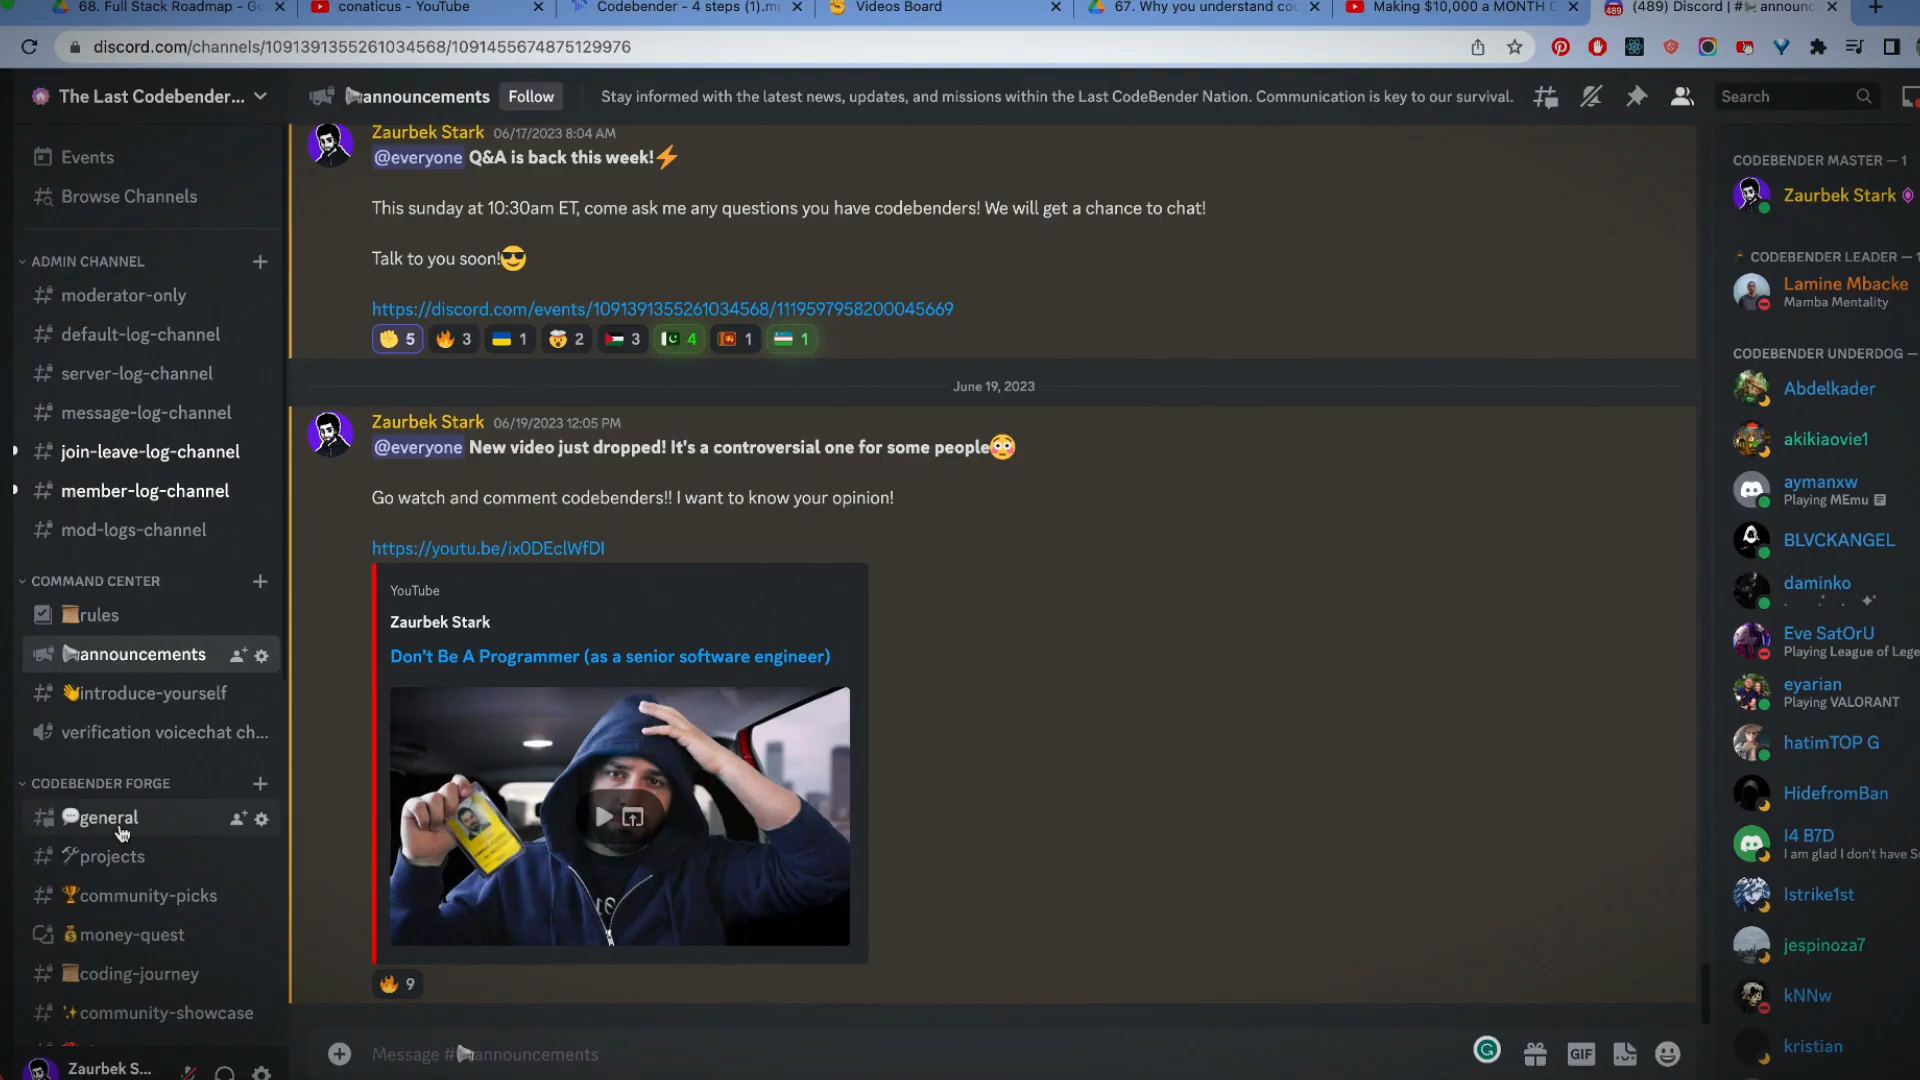 68. Full Stack Roadmap - Go
conaticus - YouTube
Codebender - 4 steps (1).m
Videos Board
67. Why you understand co
Making $10,000 a MONTH
(489) Discord | # announc
discord.com/channels/1091391355261034568/1091455674875129976
The Last Codebender...
announcements
Follow
Stay informed with the latest news, updates, and missions within the Last CodeBender Nation. Communication is key to our survival.
Search
Events
Browse Channels
ADMIN CHANNEL
moderator-only
default-log-channel
server-log-channel
message-log-channel
join-leave-log-channel
member-log-channel
mod-logs-channel
COMMAND CENTER
rules
announcements
introduce-yourself
verification voicechat ch...
CODEBENDER FORGE
general
projects
community-picks
money-quest
coding-journey
community-showcase
Zaurbek S...
Zaurbek Stark 06/17/2023 8:04 AM
@everyone Q&A is back this week!⚡
This sunday at 10:30am ET, come ask me any questions you have codebenders! We will get a chance to chat!
Talk to you soon!😎
https://discord.com/events/1091391355261034568/1119597958200045669
✊ 5 🔥 3 🇺🇦 1 🤯 2 🇵🇸 3 🇵🇰 4 🇱🇰 1 🇺🇿 1
June 19, 2023
Zaurbek Stark 06/19/2023 12:05 PM
@everyone New video just dropped! It's a controversial one for some people😳
Go watch and comment codebenders!! I want to know your opinion!
https://youtu.be/ix0DEclWfDI
YouTube
Zaurbek Stark
Don't Be A Programmer (as a senior software engineer)
🔥 9
Message # announcements
GIF
CODEBENDER MASTER — 1
Zaurbek Stark
CODEBENDER LEADER — 1
Lamine Mbacke
Mamba Mentality
CODEBENDER UNDERDOG —
Abdelkader
akikiaovie1
aymanxw
Playing MEmu
BLVCKANGEL
daminko
Eve SatOrU
Playing League of Lege
eyarian
Playing VALORANT
hatimTOP G
HidefromBan
I4 B7D
I am glad I don't have S
Istrike1st
jespinoza7
kNNw
kristian